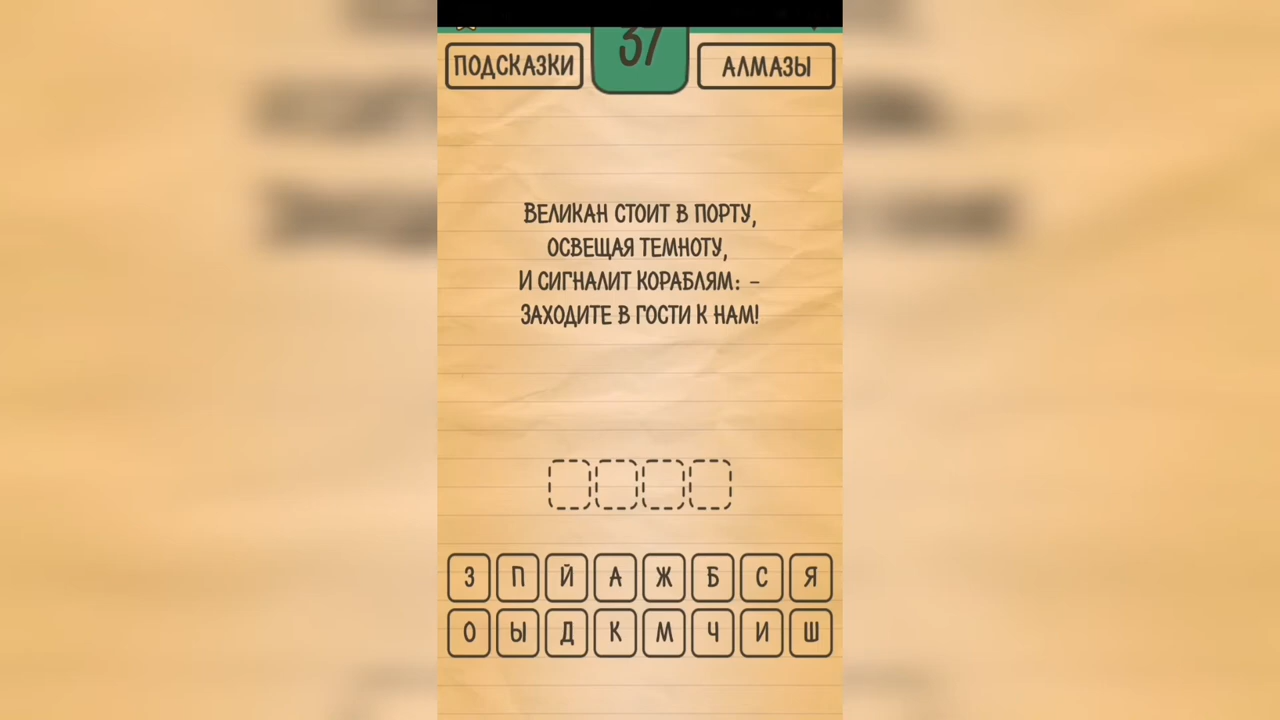 37
ПОДСКАЗКИ
АЛМАЗЫ
ВЕЛИКАН СТОИТ В ПОРТУ,
ОСВЕЩАЯ ТЕМНОТУ,
И СИГНАЛИТ КОРАБЛЯМ: –
ЗАХОДИТЕ В ГОСТИ К НАМ!
З П Й А Ж Б С Я
О Ы Д К М Ч И Ш